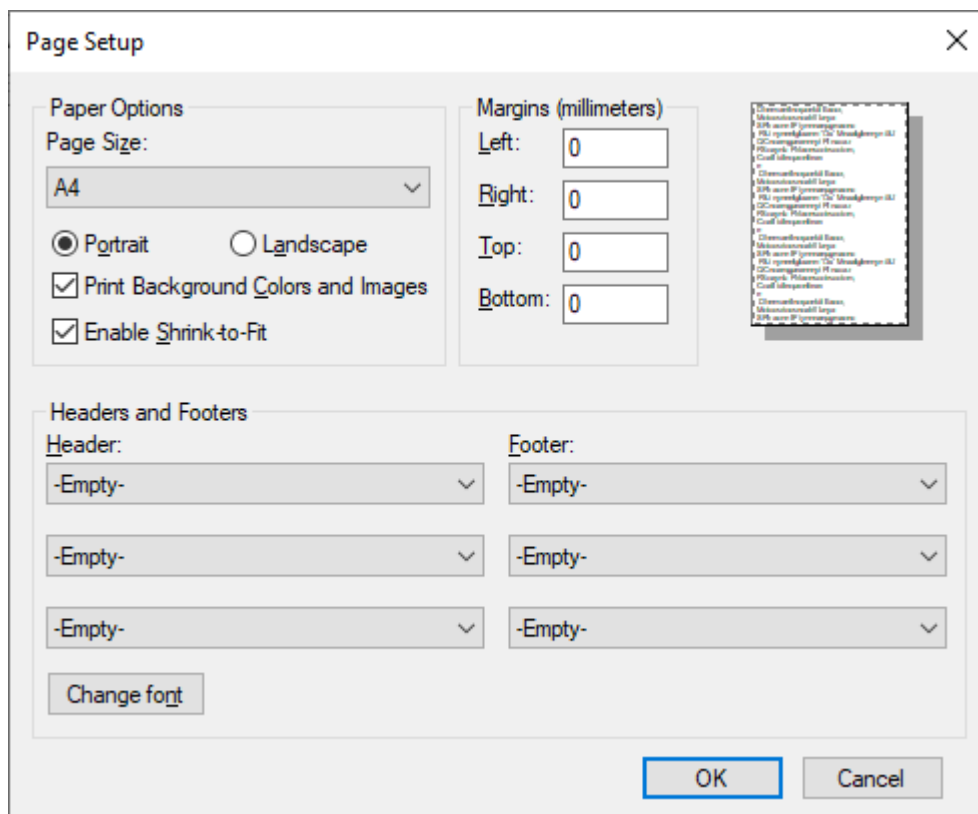 Page Setup
Paper Options
Page Size:
A4
Portrait
Landscape
Print Background Colors and Images
Enable Shrink-to-Fit
Margins (millimeters)
Left: 0
Right: 0
Top: 0
Bottom: 0
Headers and Footers
Header:
Footer:
-Empty-
-Empty-
-Empty-
-Empty-
-Empty-
-Empty-
Change font
OK
Cancel